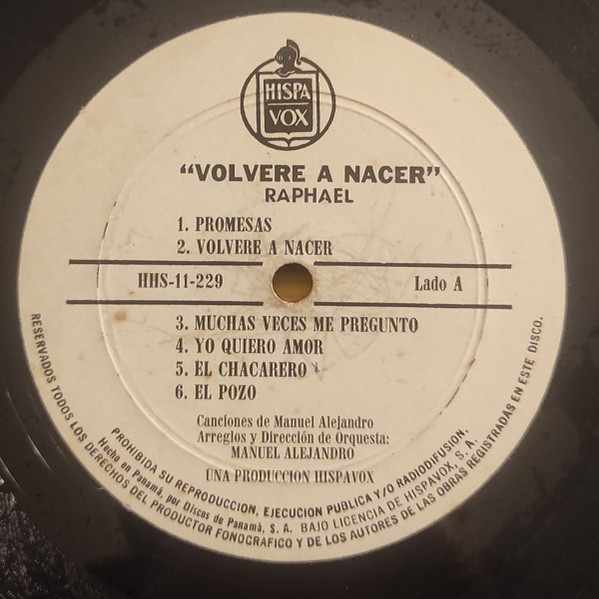 HISPA
VOX
"VOLVERE A NACER"
RAPHAEL
1. PROMESAS
2. VOLVERE A NACER
HHS-11-229
Lado A
3. MUCHAS VECES ME PREGUNTO
4. YO QUIERO AMOR
5. EL CHACARERO
6. EL POZO
Canciones de Manuel Alejandro
Arreglos y Dirección de Orquesta:
MANUEL ALEJANDRO
UNA PRODUCCION HISPAVOX
PROHIBIDA SU REPRODUCCION, EJECUCION PUBLICA Y/O RADIODIFUSION.
Hecho en Panamá, por Discos de Panamá, S. A. BAJO LICENCIA DE HISPAVOX, S. A.
RESERVADOS TODOS LOS DERECHOS DEL PRODUCTOR FONOGRAFICO Y DE LOS AUTORES DE LAS OBRAS REGISTRADAS EN ESTE DISCO.